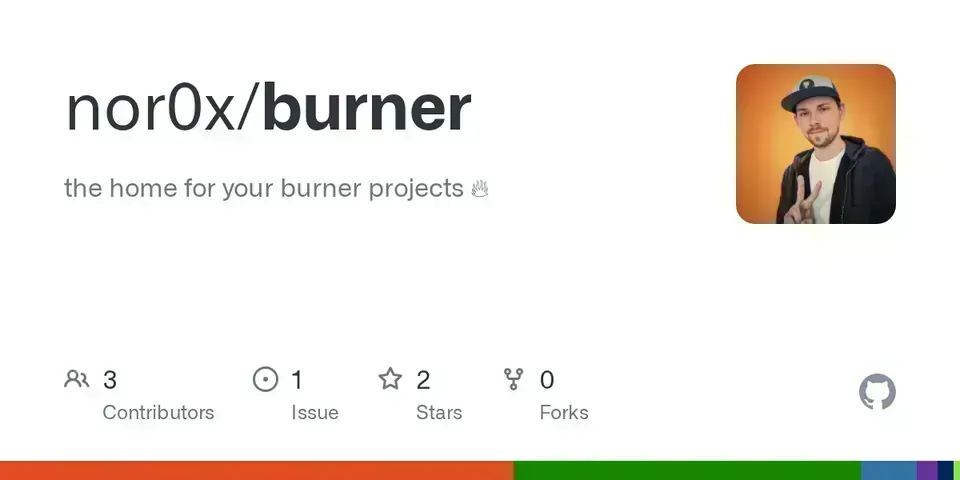 nor0x/burner
the home for your burner projects 🔥
3
Contributors
1
Issue
2
Stars
0
Forks